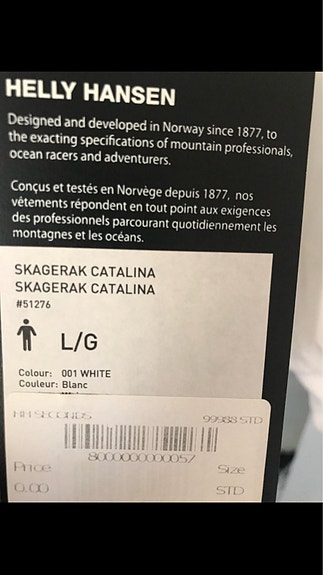 HELLY HANSEN
Designed and developed in Norway since 1877, to
the exacting specifications of mountain professionals,
ocean racers and adventurers.
Conçus et testés en Norvège depuis 1877, nos
vêtements répondent en tout point aux exigences
des professionnels parcourant quotidiennement les
montagnes et les océans.
SKAGERAK CATALINA
SKAGERAK CATALINA
#51276
L/G
Colour: 001 WHITE
Couleur: Blanc
HH SECONDS 99988 STD
8000000000057
Price Size
0.00 STD